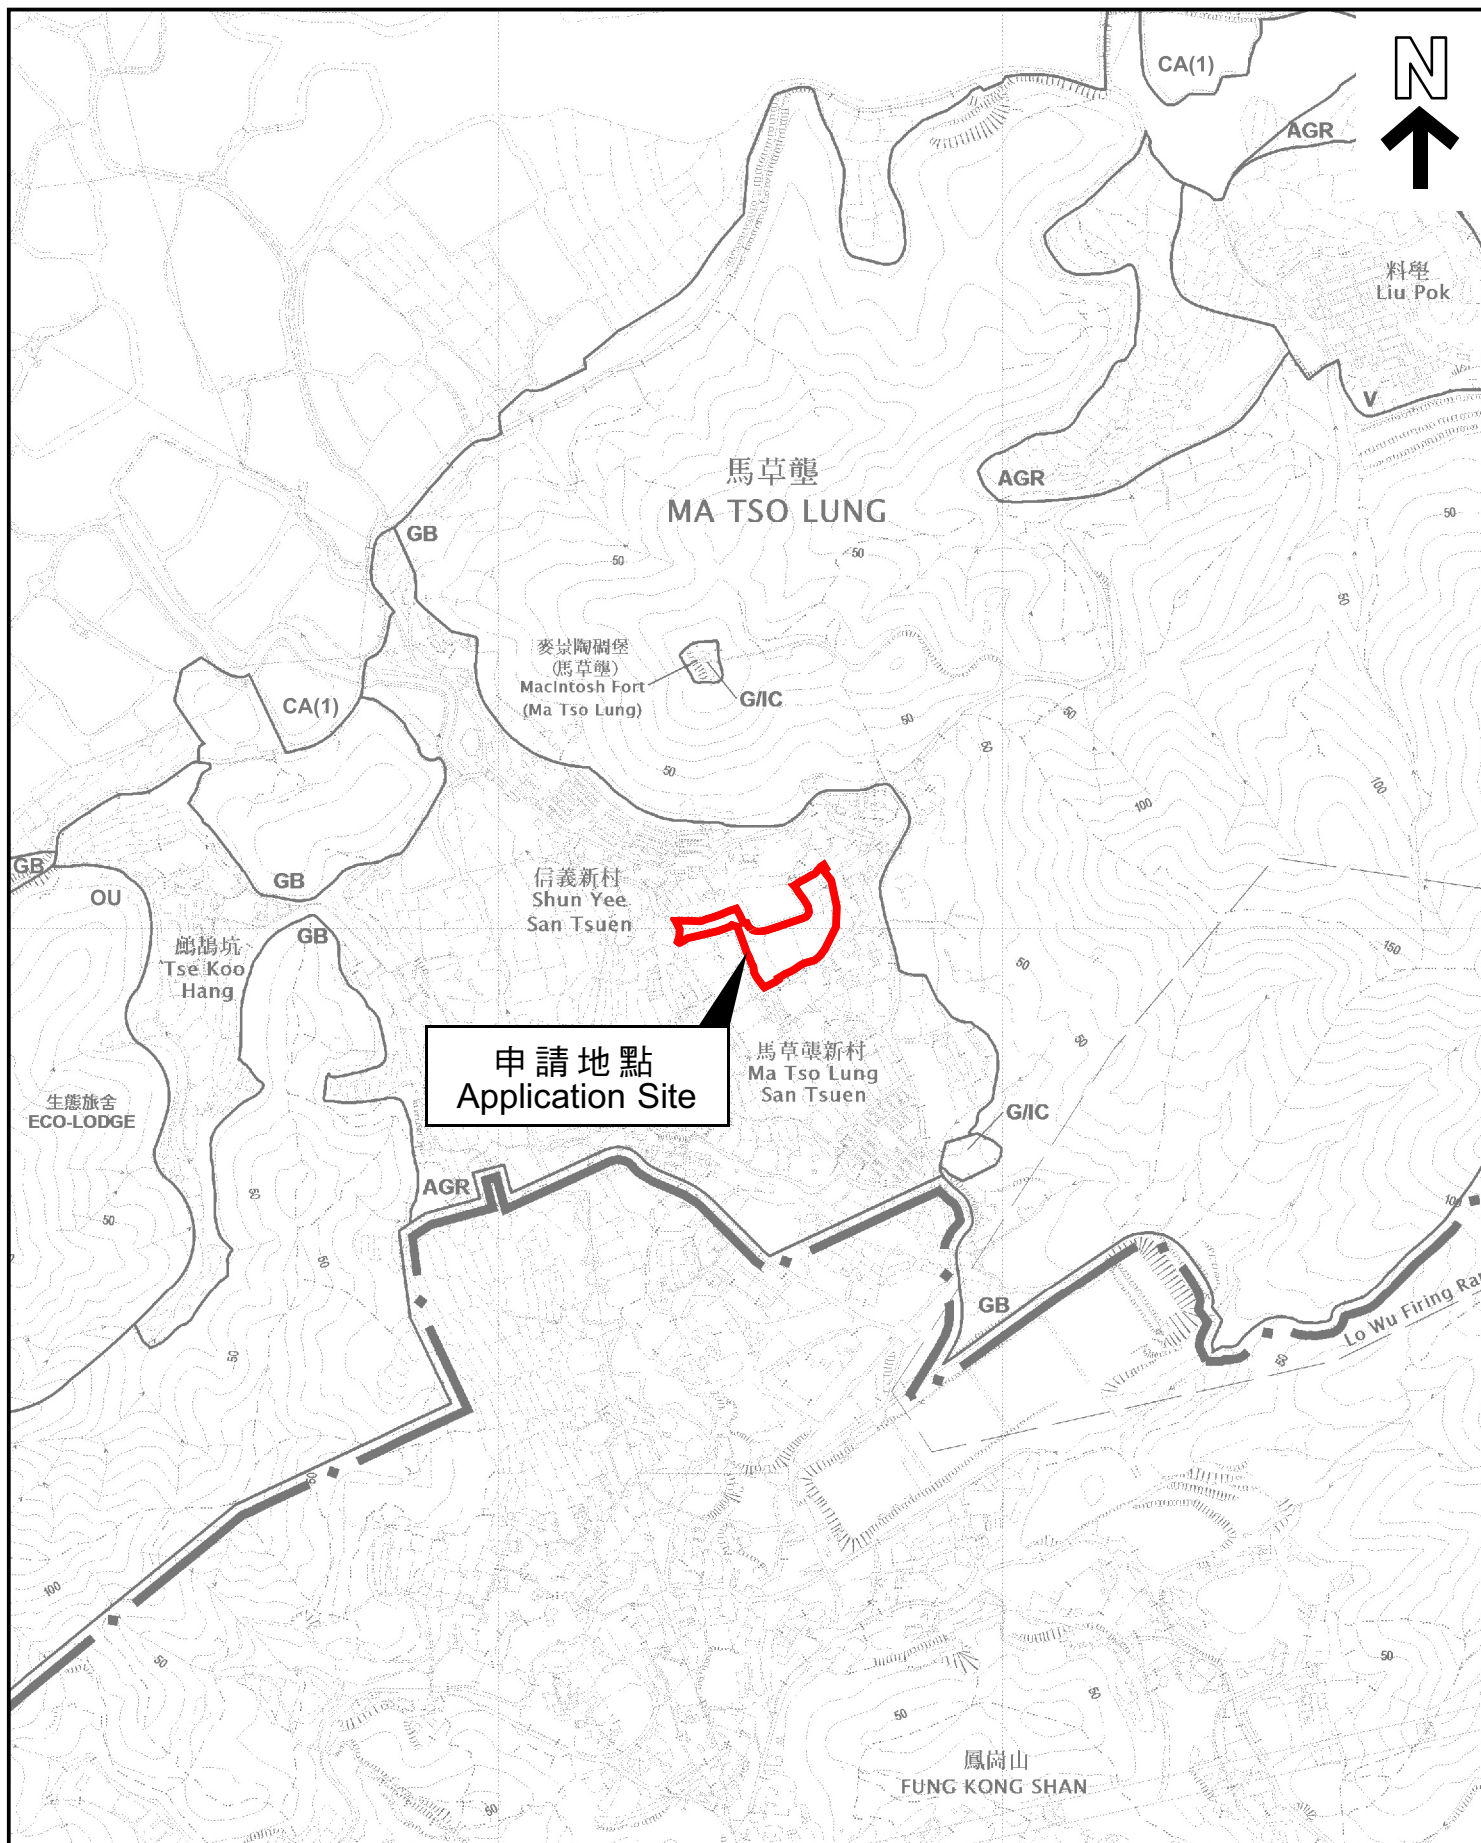 N
CA(1)
AGR
料壆
Liu Pok
V
馬草壟
MA TSO LUNG
AGR
50
GB
50
50
50
麥景陶碉堡
(馬草壟)
MacIntosh Fort
(Ma Tso Lung)
G/IC
CA(1)
50
50
50
50
100
100
GB
OU
GB
信義新村
Shun Yee
San Tsuen
GB
鷓鴣坑
Tse Koo
Hang
150
50
50
申請地點
Application Site
馬草壟新村
Ma Tso Lung
San Tsuen
生態旅舍
ECO-LODGE
G/IC
AGR
50
50
50
100
GB
Lo Wu Firing Ra
50
50
50
100
50
50
50
50
鳳崗山
FUNG KONG SHAN
50